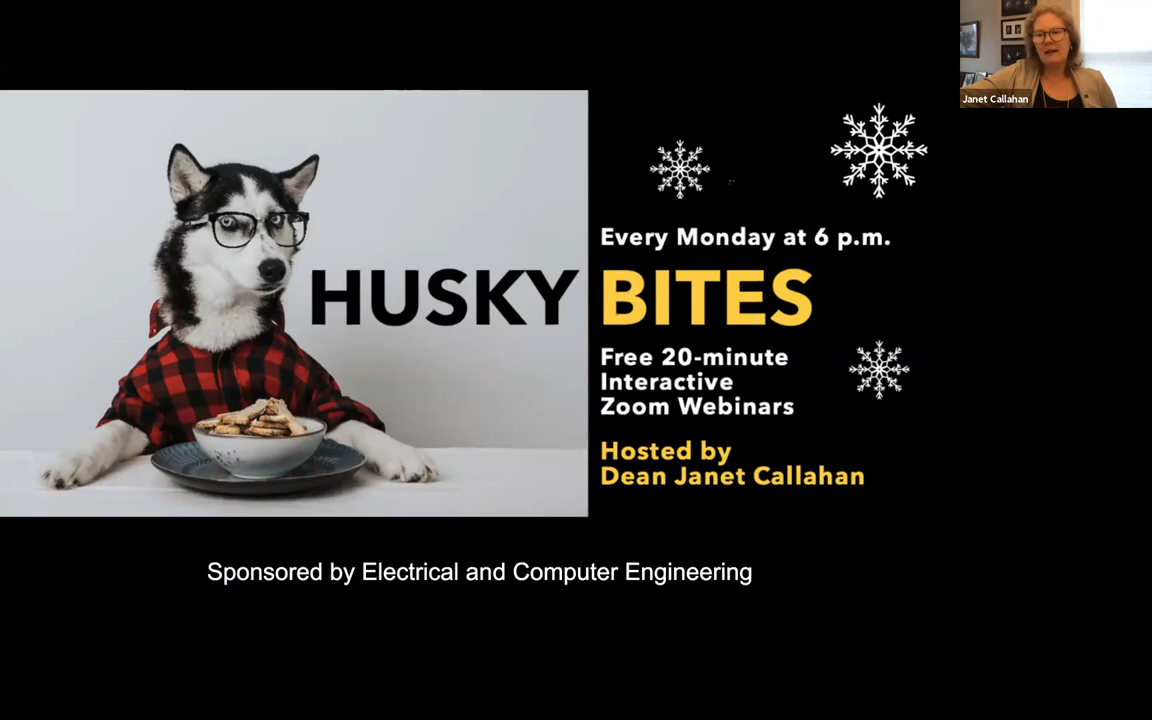 Janet Callahan
Every Monday at 6 p.m.
HUSKY BITES
Free 20-minute
Interactive
Zoom Webinars
Hosted by
Dean Janet Callahan
Sponsored by Electrical and Computer Engineering